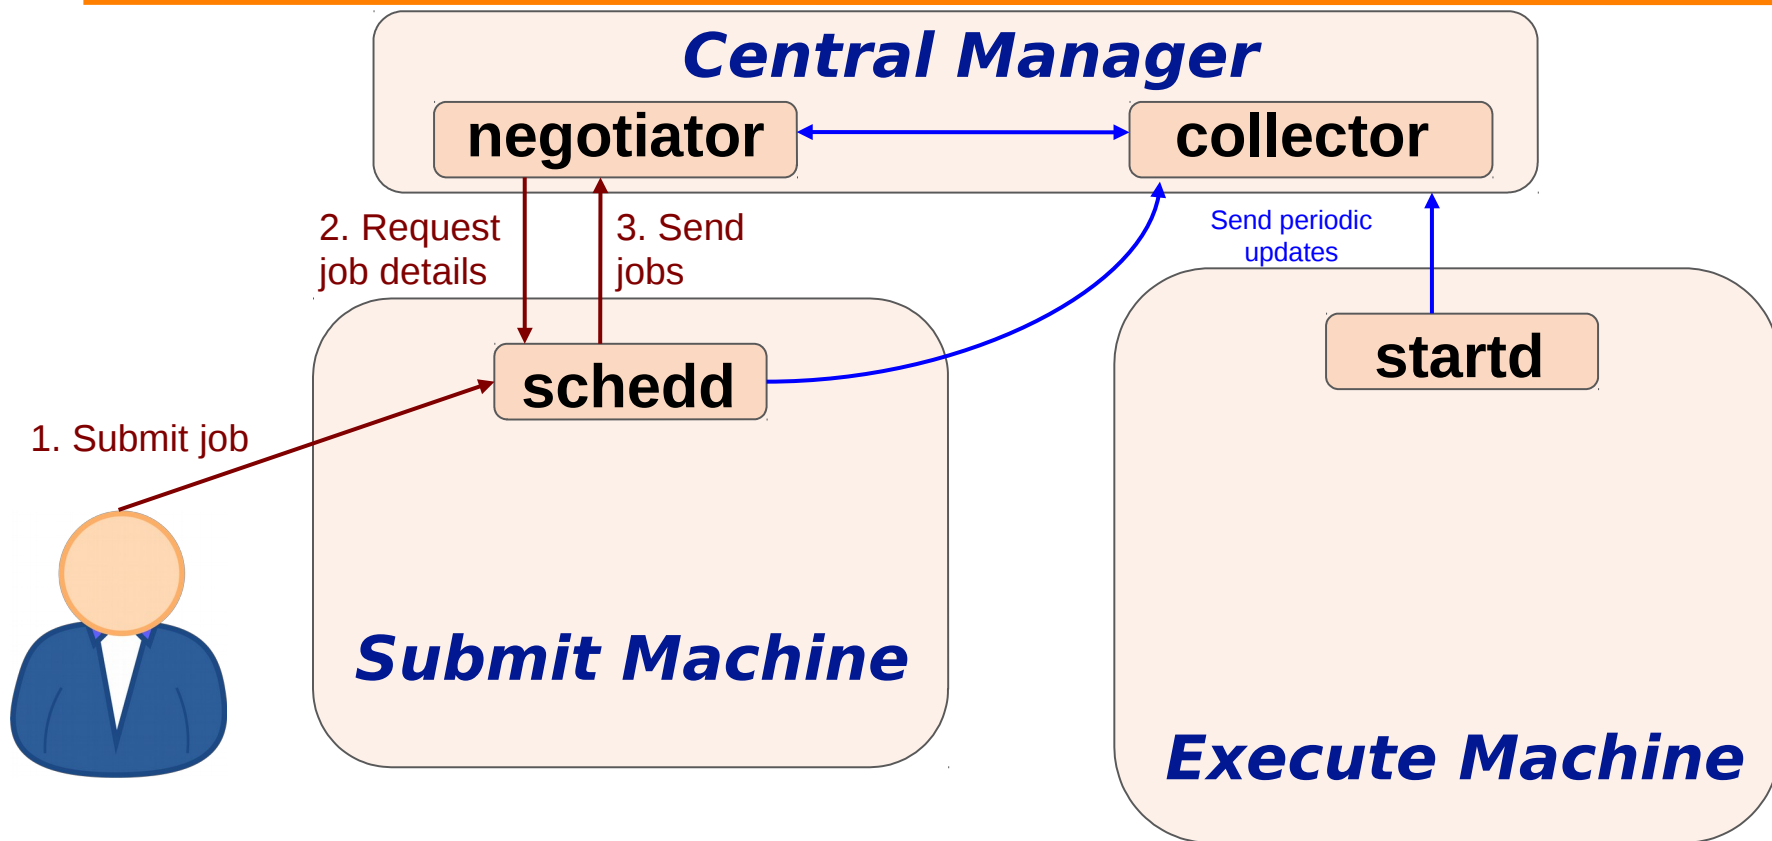 Central Manager
negotiator
collector
2. Request
job details
3. Send
jobs
Send periodic
updates
schedd
startd
1. Submit job
Submit Machine
Execute Machine